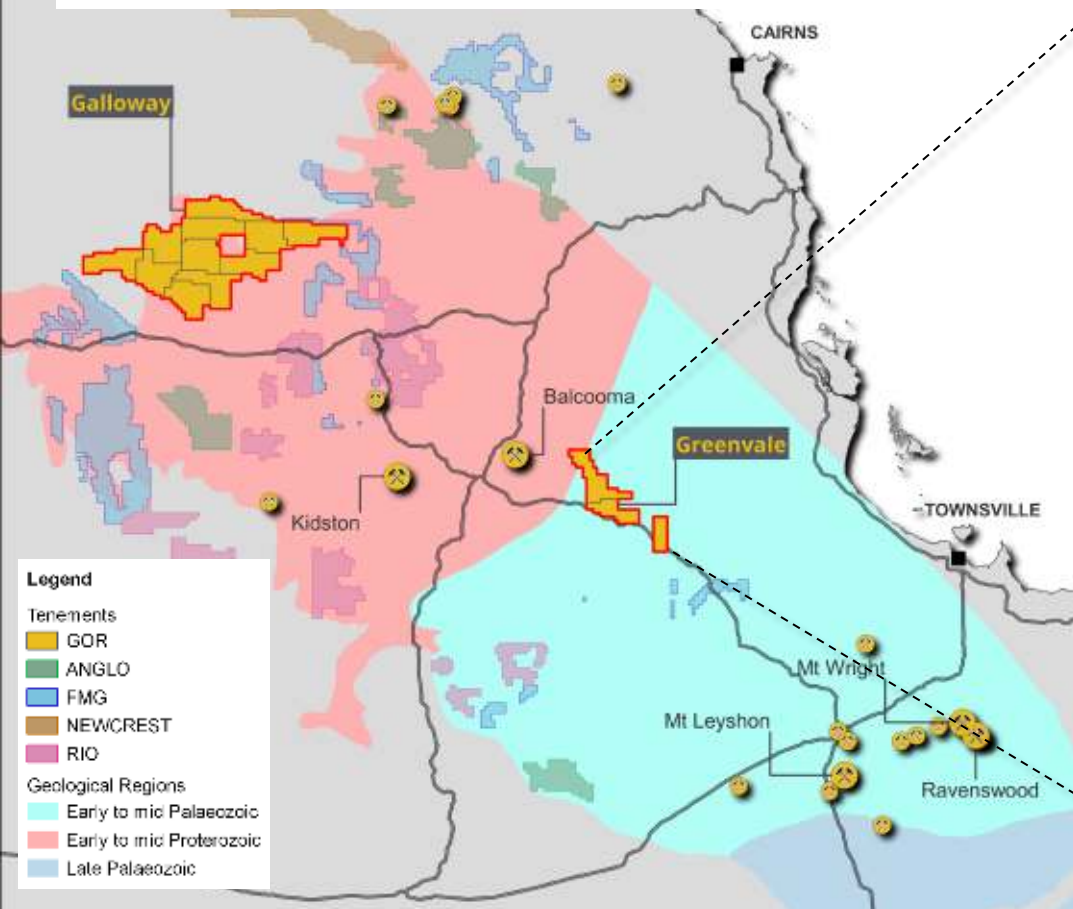 CAIRNS
Galloway
Balcooma
Greenvale
Kidston
TOWNSVILLE
Mt Wright
Mt Leyshon
Ravenswood
Legend
Tenements
GOR
ANGLO
FMG
NEWCREST
RIO
Geological Regions
Early to mid Palaeozoic
Early to mid Proterozoic
Late Palaeozoic